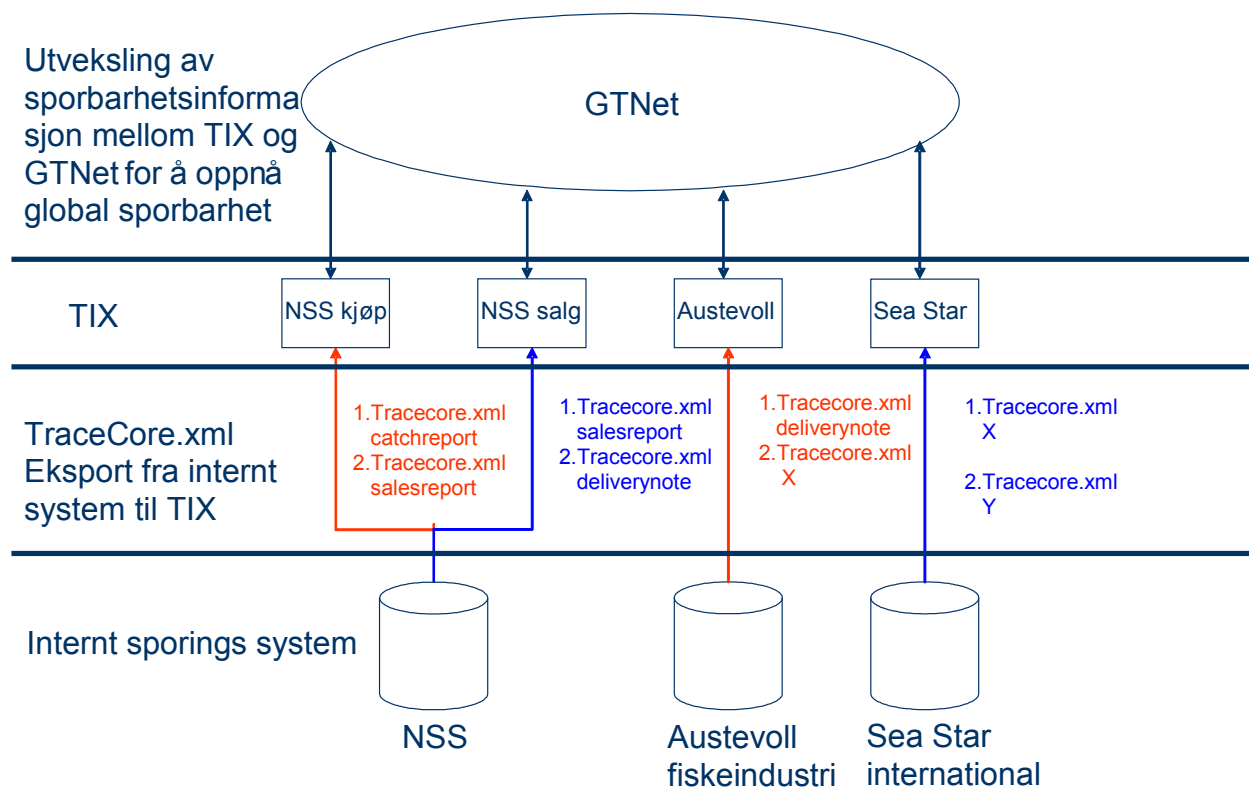 Utveksling av
sporbarhetsinforma
sjon mellom TIX og
GTNet for å oppnå
global sporbarhet
GTNet
TIX
NSS kjøp
NSS salg
Austevoll
Sea Star
TraceCore.xml
Eksport fra internt
system til TIX
1.Tracecore.xml
catchreport
2.Tracecore.xml
salesreport
1.Tracecore.xml
salesreport
2.Tracecore.xml
deliverynote
1.Tracecore.xml
deliverynote
2.Tracecore.xml
X
1.Tracecore.xml
X
2.Tracecore.xml
Y
Internt sporings system
NSS
Austevoll
fiskeindustri
Sea Star
international